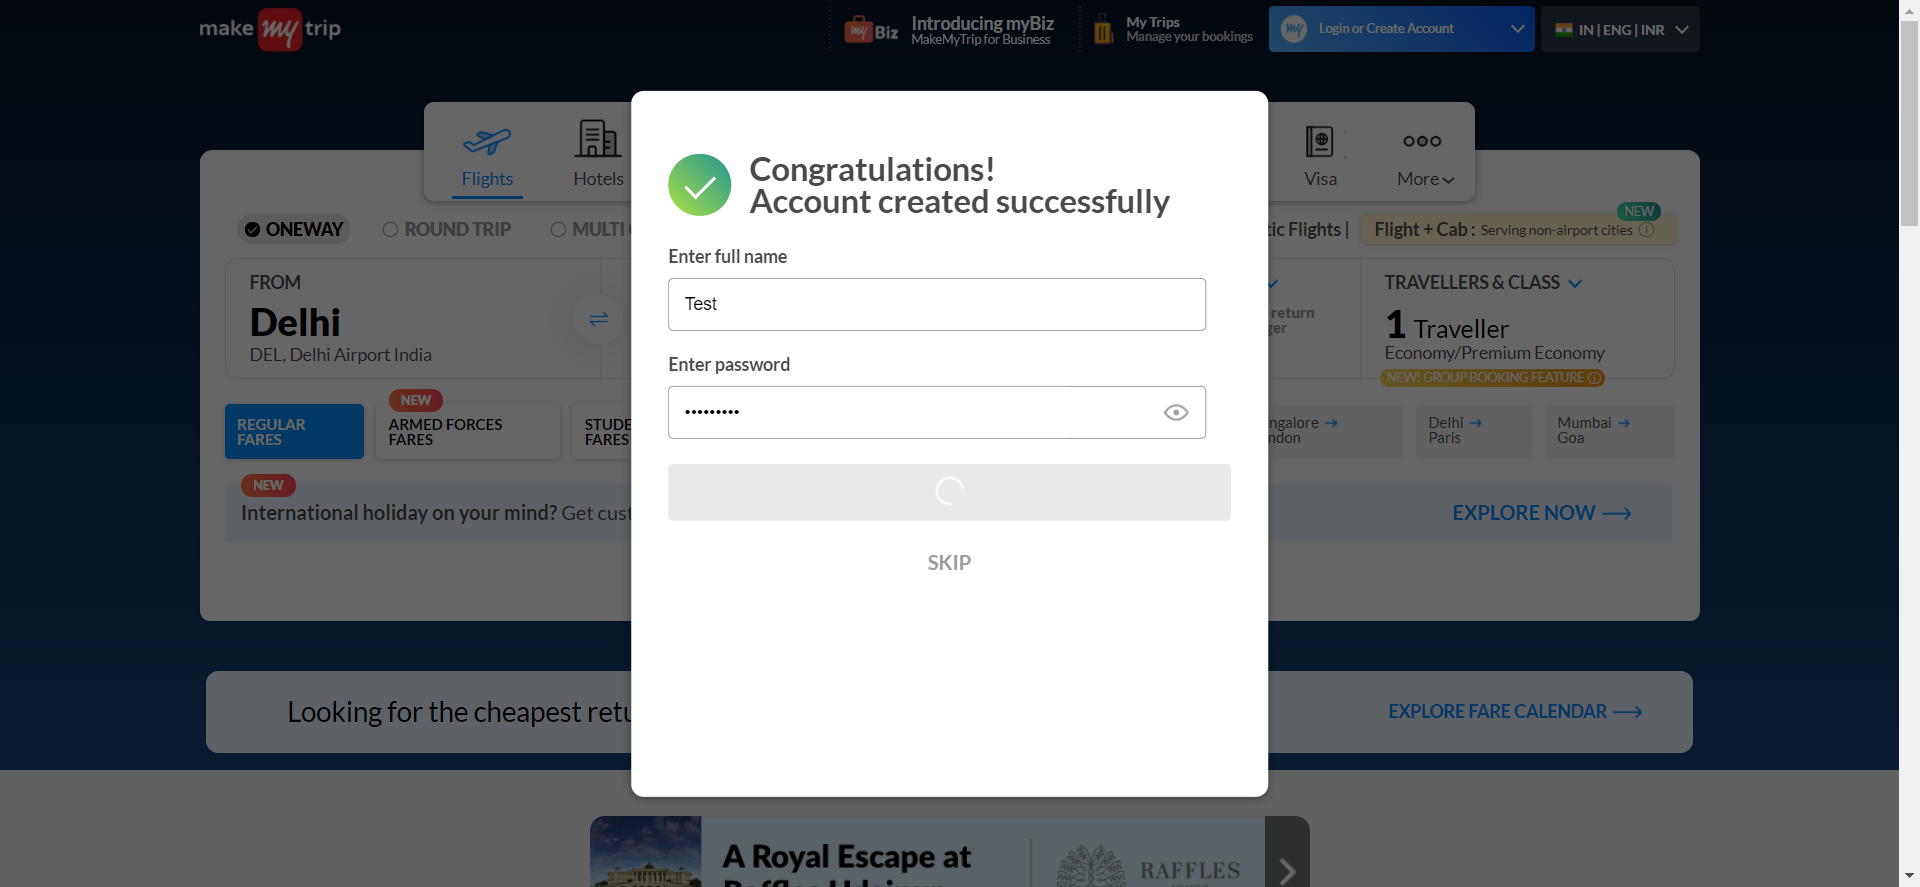 make my trip
my Biz
Introducing myBiz
MakeMyTrip for Business
My Trips
Manage your bookings
my
Login or Create Account
IN | ENG | INR
Flights
Hotels
Visa
More
Congratulations!
Account created successfully
Enter full name
Test
Enter password
•••••••••
SKIP
ONEWAY
ROUND TRIP
MULTI
tic Flights |
NEW
Flight + Cab : Serving non-airport cities
FROM
Delhi
DEL, Delhi Airport India
return
ger
TRAVELLERS & CLASS
1 Traveller
Economy/Premium Economy
NEW! GROUP BOOKING FEATURE
REGULAR
FARES
NEW
ARMED FORCES
FARES
STUDE
FARES
ngalore →
ndon
Delhi →
Paris
Mumbai →
Goa
NEW
International holiday on your mind? Get cust
EXPLORE NOW
Looking for the cheapest retu
EXPLORE FARE CALENDAR
A Royal Escape at
RAFFLES